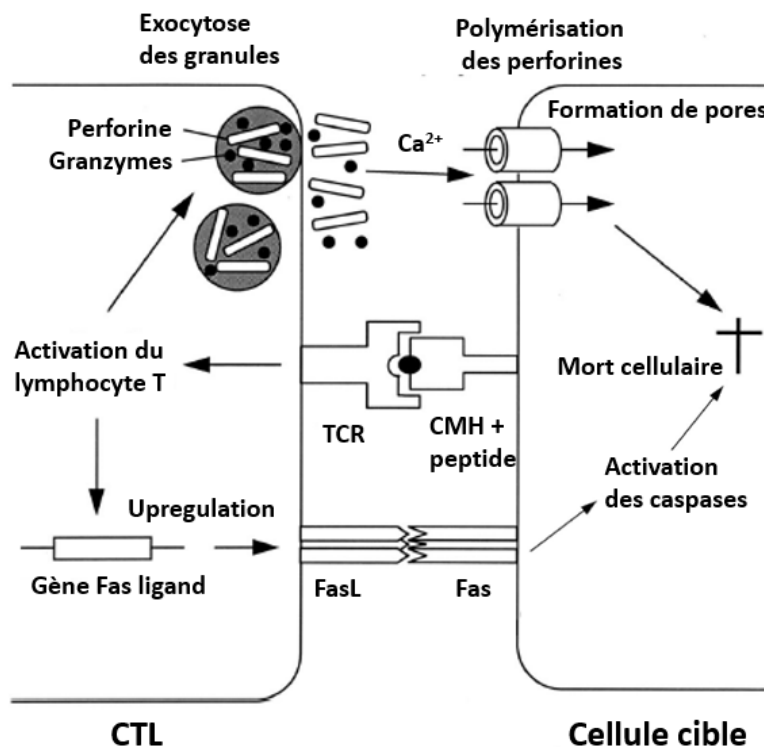 Exocytose
des granules
Polymérisation
des perforines
Perforine
Granzymes
Ca²⁺
Formation de pores
Activation du
lymphocyte T
TCR
CMH +
peptide
Mort cellulaire
Activation
des caspases
Upregulation
Gène Fas ligand
FasL
Fas
CTL
Cellule cible